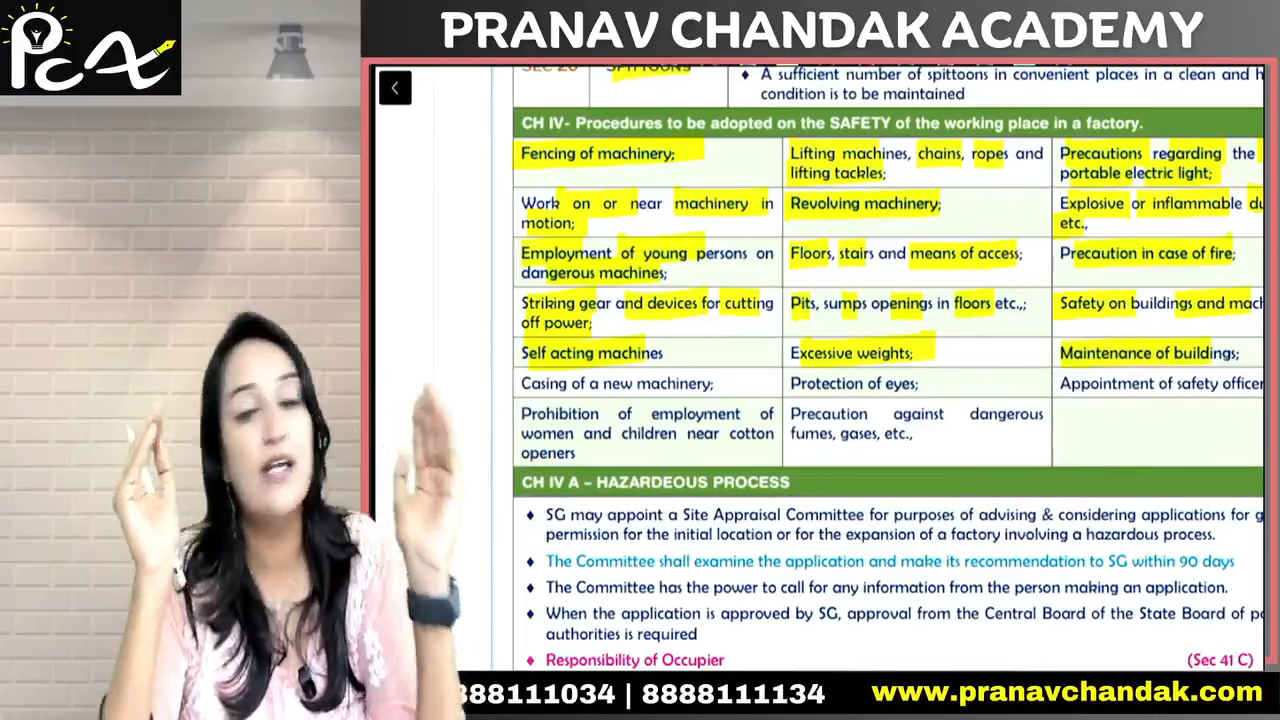 PCA
PRANAV CHANDAK ACADEMY
SPITTOONS
A sufficient number of spittoons in convenient places in a clean and h
condition is to be maintained
CH IV- Procedures to be adopted on the SAFETY of the working place in a factory.
Fencing of machinery;
Lifting machines, chains, ropes and
lifting tackles;
Precautions regarding the
portable electric light;
Work on or near machinery in
motion;
Revolving machinery;
Explosive or inflammable du
etc.,
Employment of young persons on
dangerous machines;
Floors, stairs and means of access;
Precaution in case of fire;
Striking gear and devices for cutting
off power;
Pits, sumps openings in floors etc.,;
Safety on buildings and mach
Self acting machines
Excessive weights;
Maintenance of buildings;
Casing of a new machinery;
Protection of eyes;
Appointment of safety officer
Prohibition of employment of
women and children near cotton
openers
Precaution against dangerous
fumes, gases, etc.,
CH IV A – HAZARDEOUS PROCESS
♦ SG may appoint a Site Appraisal Committee for purposes of advising & considering applications for g
permission for the initial location or for the expansion of a factory involving a hazardous process.
♦ The Committee shall examine the application and make its recommendation to SG within 90 days
♦ The Committee has the power to call for any information from the person making an application.
♦ When the application is approved by SG, approval from the Central Board of the State Board of po
authorities is required
♦ Responsibility of Occupier (Sec 41 C)
888111034 | 8888111134
www.pranavchandak.com